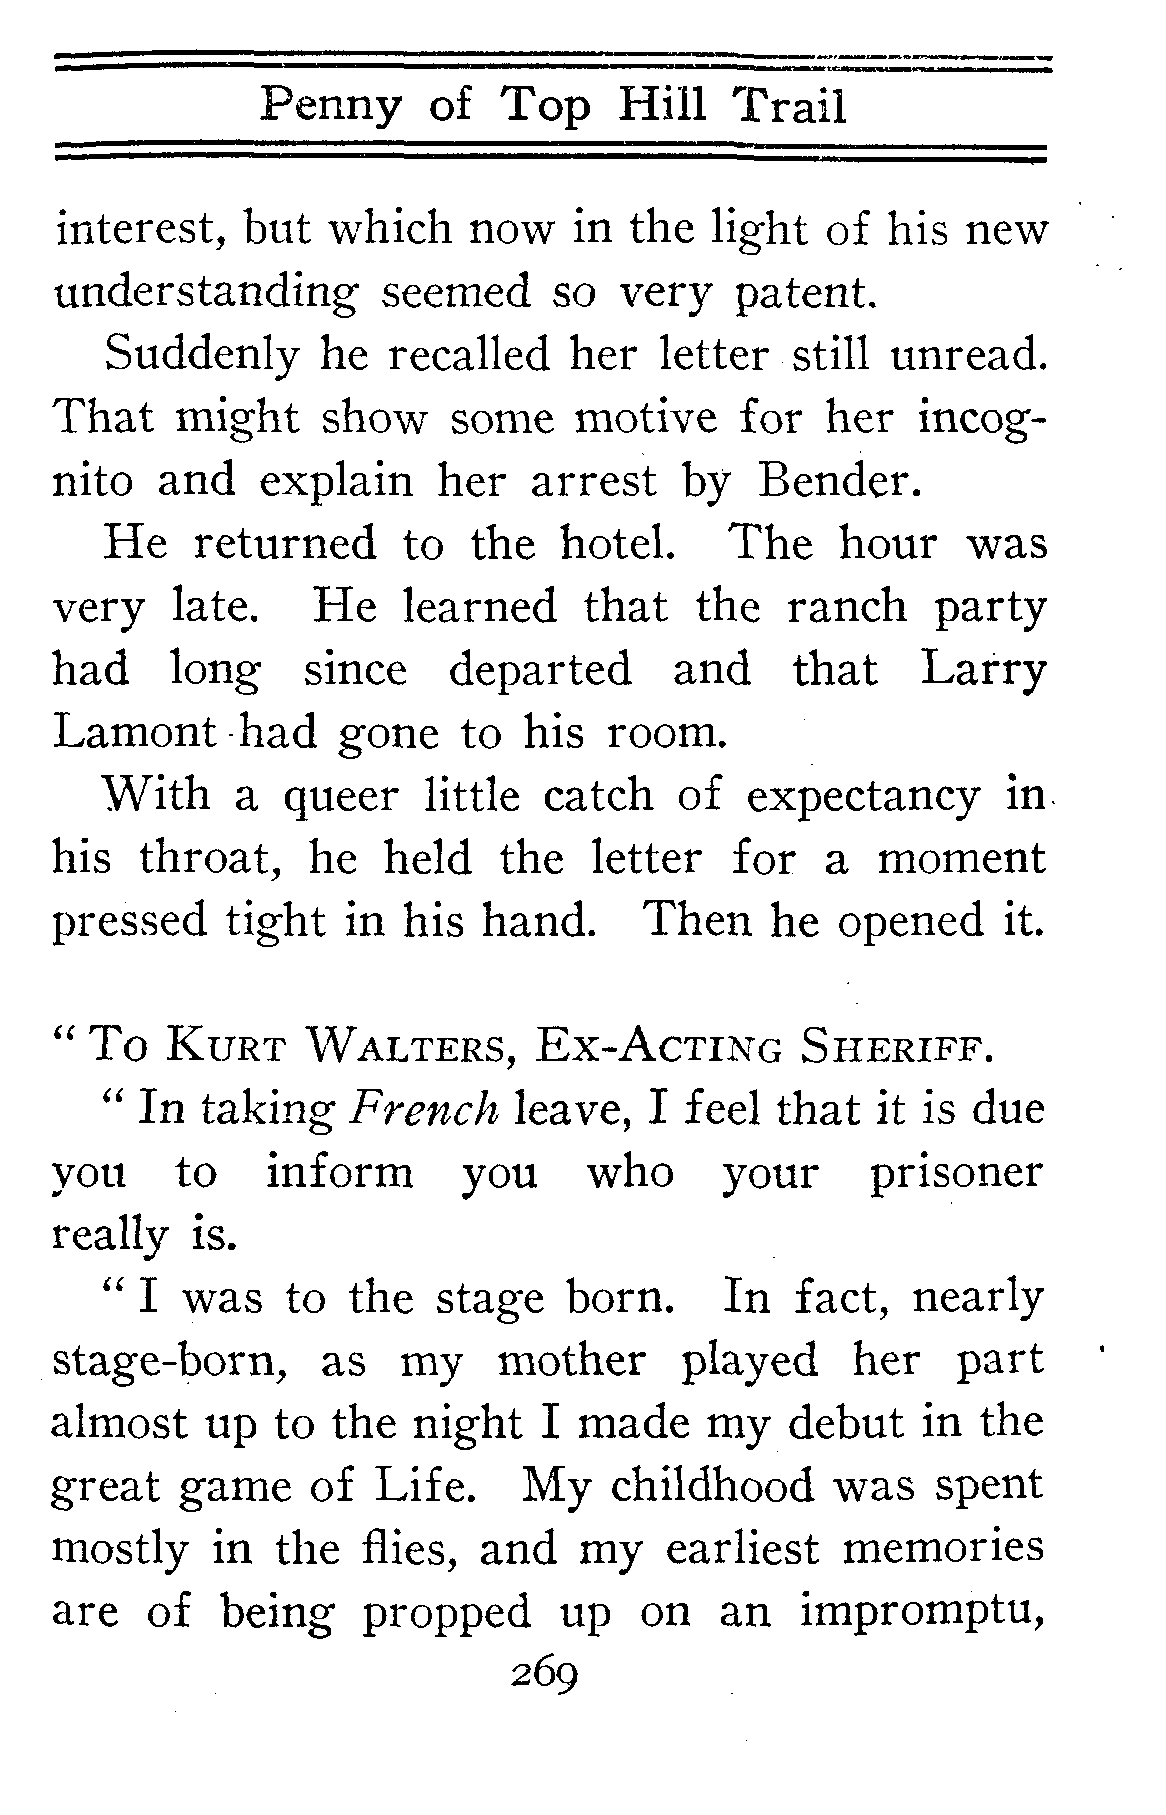 Penny of Top Hill Trail
interest, but which now in the light of his new
understanding seemed so very patent.
Suddenly he recalled her letter still unread.
That might show some motive for her incog-
nito and explain her arrest by Bender.
He returned to the hotel. The hour was
very late. He learned that the ranch party
had long since departed and that Larry
Lamont had gone to his room.
With a queer little catch of expectancy in
his throat, he held the letter for a moment
pressed tight in his hand. Then he opened it.
“ To Kurt Walters, Ex-Acting Sheriff.
“ In taking French leave, I feel that it is due
you to inform you who your prisoner
really is.
“ I was to the stage born. In fact, nearly
stage-born, as my mother played her part
almost up to the night I made my debut in the
great game of Life. My childhood was spent
mostly in the flies, and my earliest memories
are of being propped up on an impromptu,
269